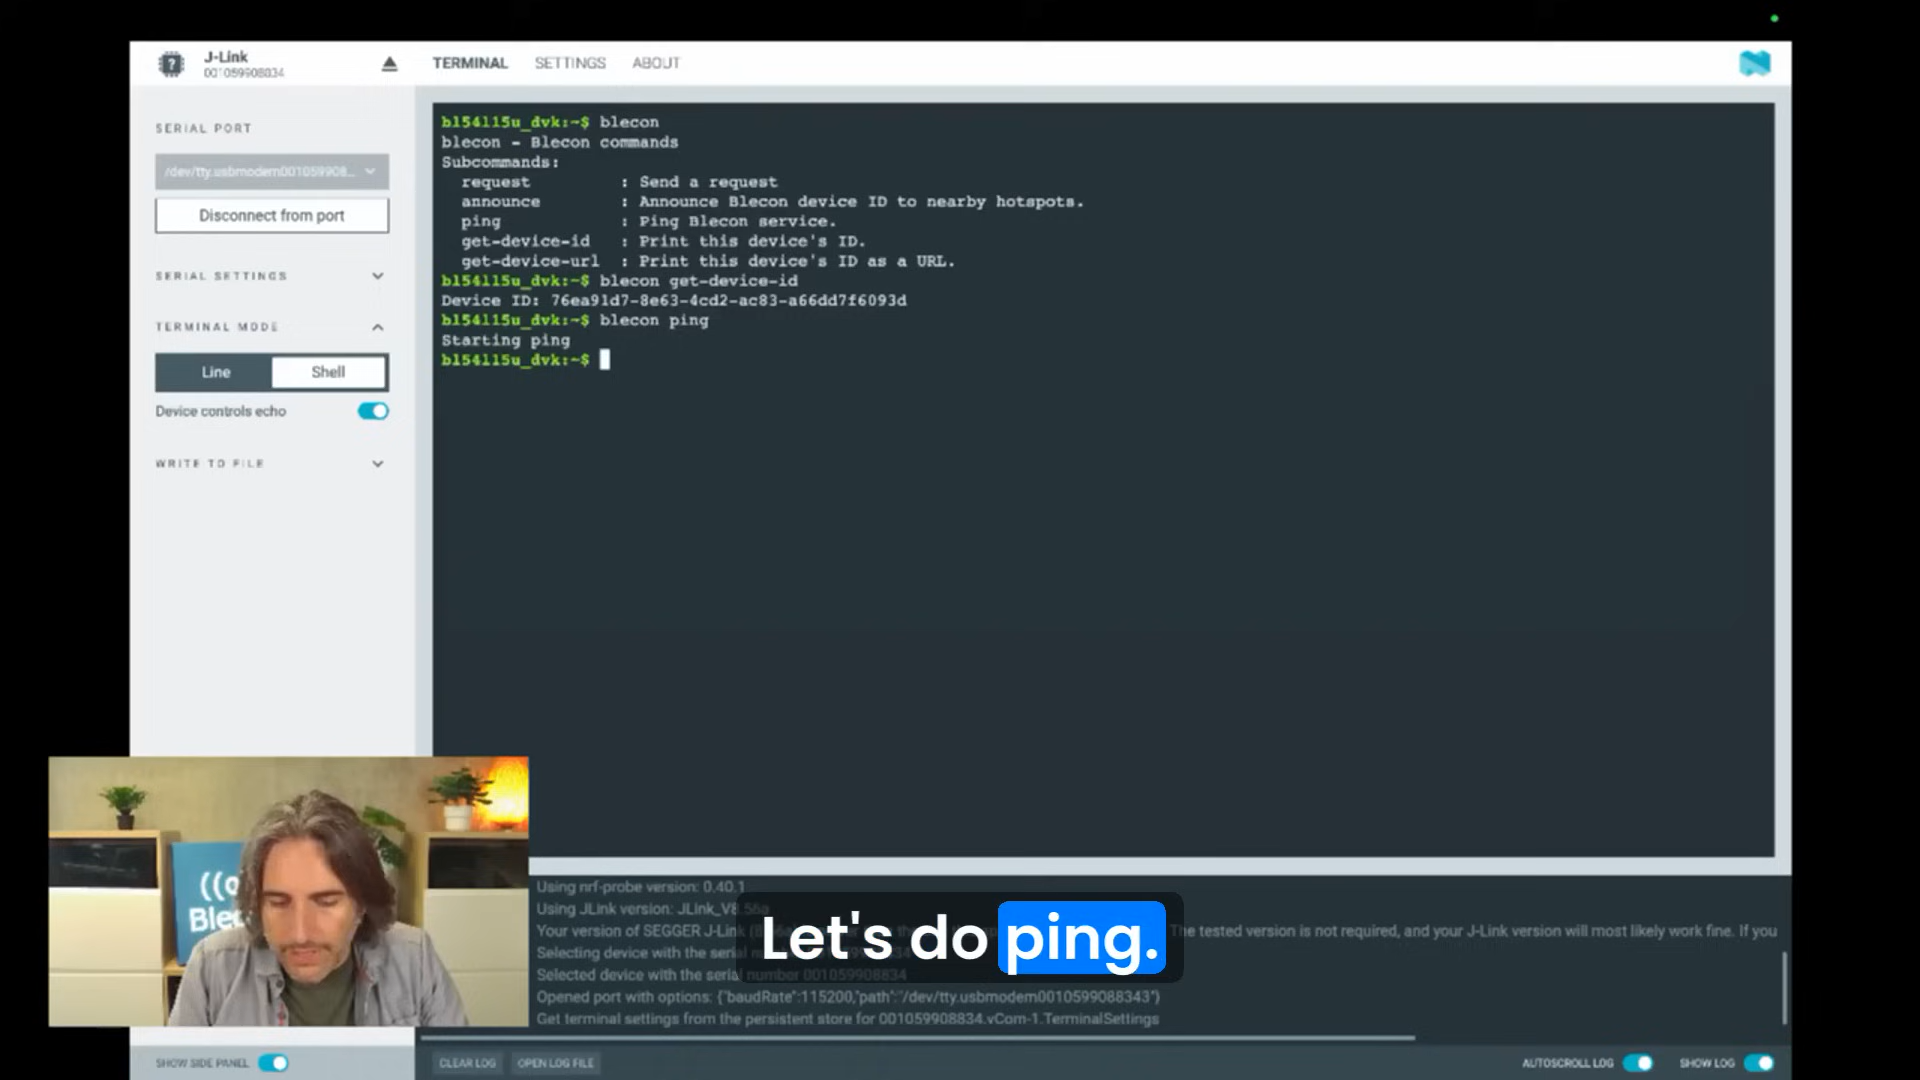 J-Link
001059908834
TERMINAL
SETTINGS
ABOUT
SERIAL PORT
/dev/tty.usbmodem001059908...
Disconnect from port
SERIAL SETTINGS
TERMINAL MODE
Line
Shell
Device controls echo
WRITE TO FILE
bl54l15u_dvk:~$ blecon
blecon - Blecon commands
Subcommands:
request : Send a request
announce : Announce Blecon device ID to nearby hotspots.
ping : Ping Blecon service.
get-device-id : Print this device's ID.
get-device-url : Print this device's ID as a URL.
bl54l15u_dvk:~$ blecon get-device-id
Device ID: 76ea91d7-8e63-4cd2-ac83-a66dd7f6093d
bl54l15u_dvk:~$ blecon ping
Starting ping
bl54l15u_dvk:~$
Using nrf-probe version: 0.40.1
Using JLink version: JLink_V8.56a
Your version of SEGGER J-Link The tested version is not required, and your J-Link version will most likely work fine. If you
Selecting device with the serial
Selected device with the serial number 001059908834
Opened port with options: {"baudRate":115200,"path":"/dev/tty.usbmodem0010599088343"}
Get terminal settings from the persistent store for 001059908834.vCom-1.TerminalSettings
Let's do ping.
SHOW SIDE PANEL
CLEAR LOG
OPEN LOG FILE
AUTOSCROLL LOG
SHOW LOG